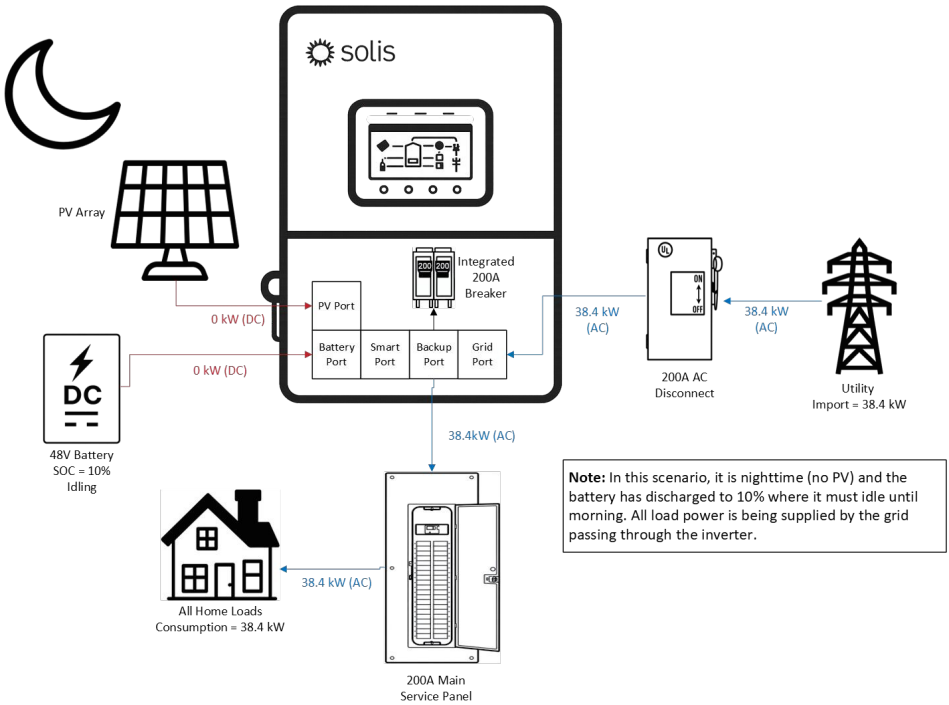 solis
PV Array
Integrated
200A
Breaker
200 200
UL
ON
OFF
PV Port
0 kW (DC)
38.4 kW
(AC)
38.4 kW
(AC)
Battery
Port
Smart
Port
Backup
Port
Grid
Port
0 kW (DC)
DC
200A AC
Disconnect
Utility
Import = 38.4 kW
38.4kW (AC)
48V Battery
SOC = 10%
Idling
Note: In this scenario, it is nighttime (no PV) and the
battery has discharged to 10% where it must idle until
morning. All load power is being supplied by the grid
passing through the inverter.
38.4 kW (AC)
All Home Loads
Consumption = 38.4 kW
200A Main
Service Panel